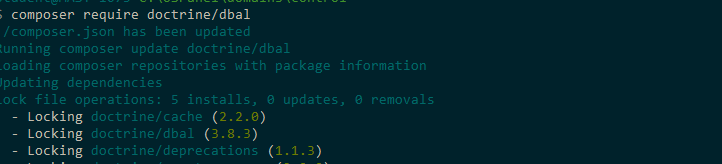 $ composer require doctrine/dbal
./composer.json has been updated
Running composer update doctrine/dbal
Loading composer repositories with package information
Updating dependencies
Lock file operations: 5 installs, 0 updates, 0 removals
- Locking doctrine/cache (2.2.0)
- Locking doctrine/dbal (3.8.3)
- Locking doctrine/deprecations (1.1.3)